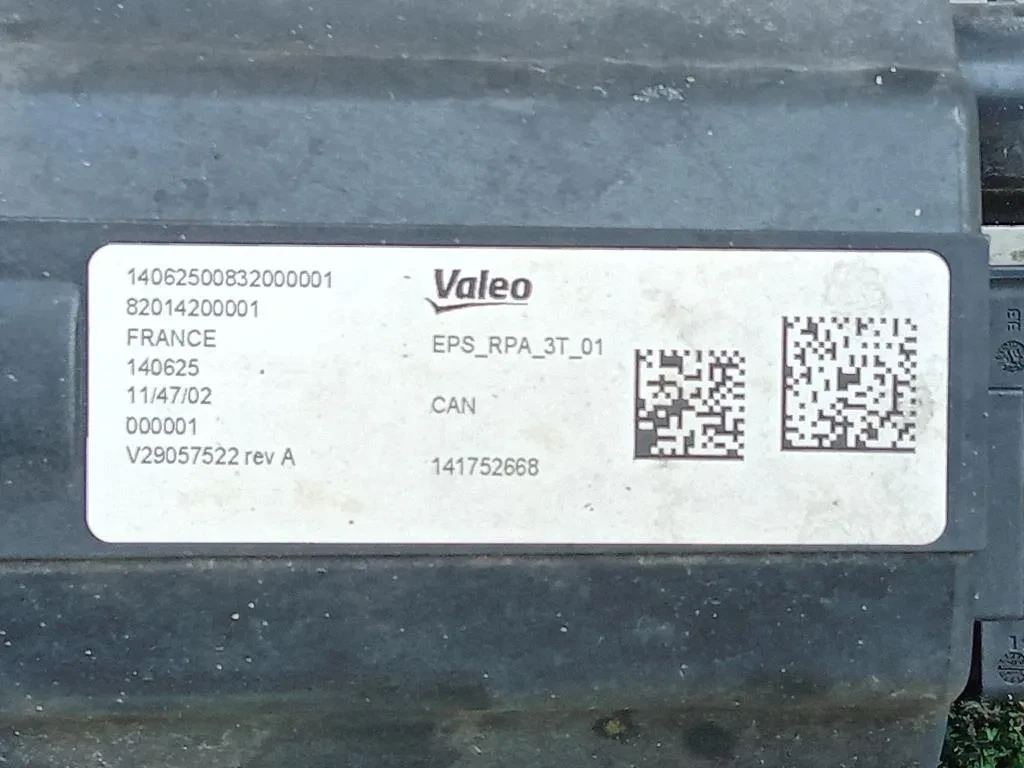 14062500832000001
82014200001
FRANCE
140625
11/47/02
000001
V29057522 rev A
Valeo
EPS_RPA_3T_01
CAN
141752668